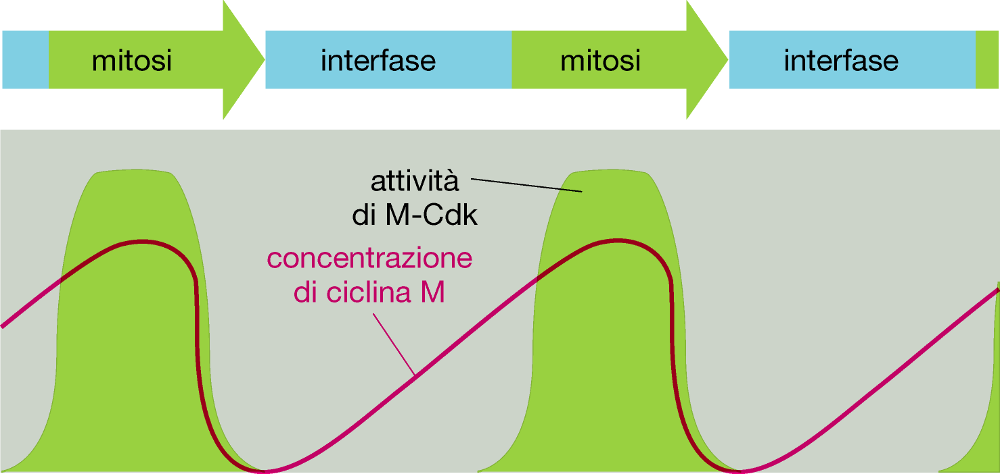 mitosi
interfase
mitosi
interfase
attività
di M-Cdk
concentrazione
di ciclina M